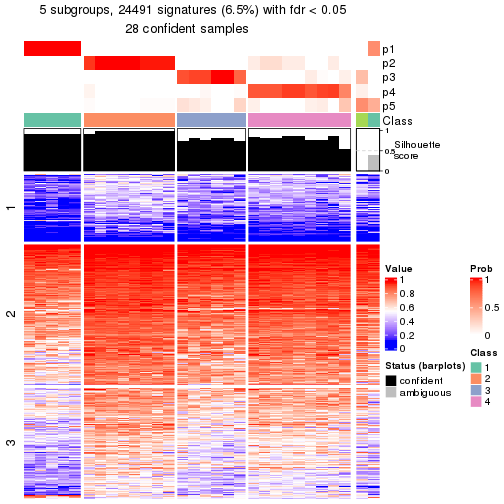 5 subgroups, 24491 signatures (6.5%) with fdr < 0.05
28 confident samples
p1
p2
p3
p4
p5
Class
1
0.5
0
Silhouette
score
1
2
3
Value
1
0.8
0.6
0.4
0.2
0
Status (barplots)
confident
ambiguous
Prob
1
0.5
0
Class
1
2
3
4